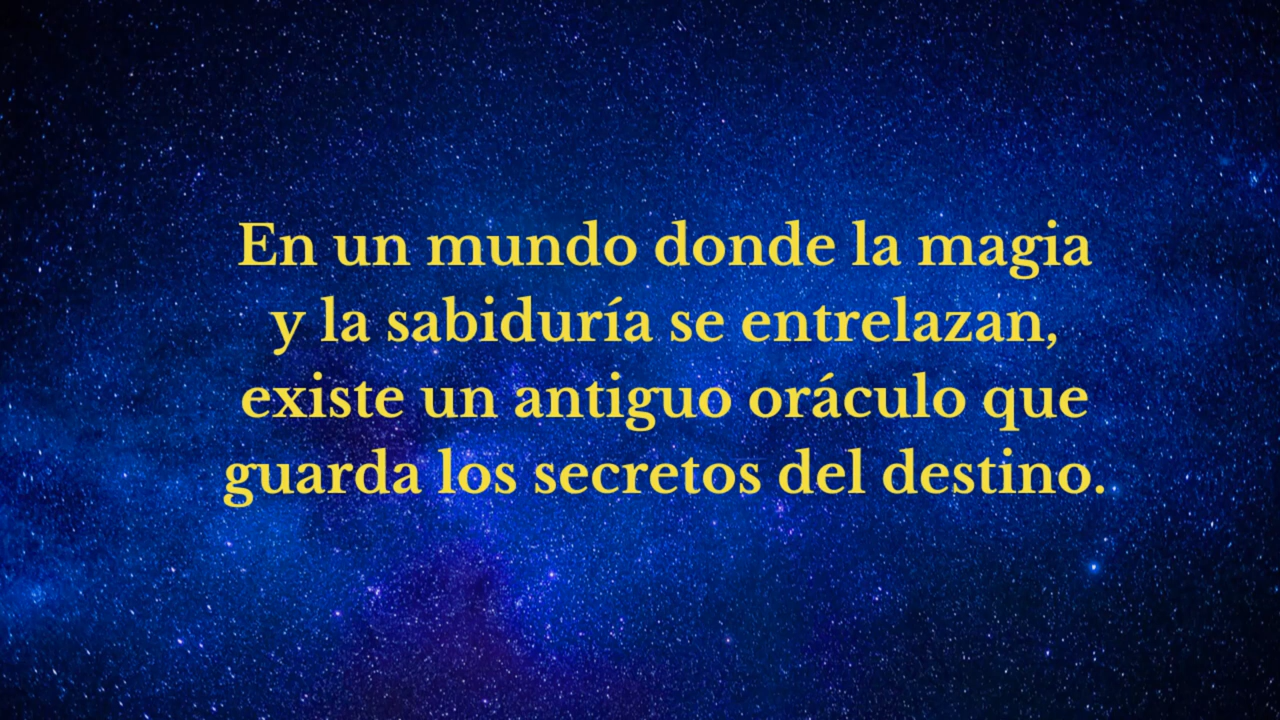 En un mundo donde la magia
y la sabiduría se entrelazan,
existe un antiguo oráculo que
guarda los secretos del destino.